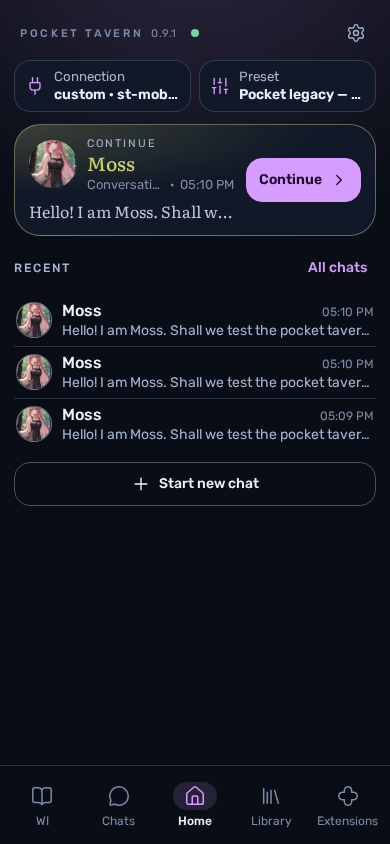 POCKET TAVERN 0.9.1
Connection
custom • st-mob…
Preset
Pocket legacy — …
CONTINUE
Moss
Conversati… • 05:10 PM
Continue
Hello! I am Moss. Shall w…
RECENT
All chats
Moss 05:10 PM
Hello! I am Moss. Shall we test the pocket taver…
Moss 05:10 PM
Hello! I am Moss. Shall we test the pocket taver…
Moss 05:09 PM
Hello! I am Moss. Shall we test the pocket taver…
Start new chat
WI Chats Home Library Extensions